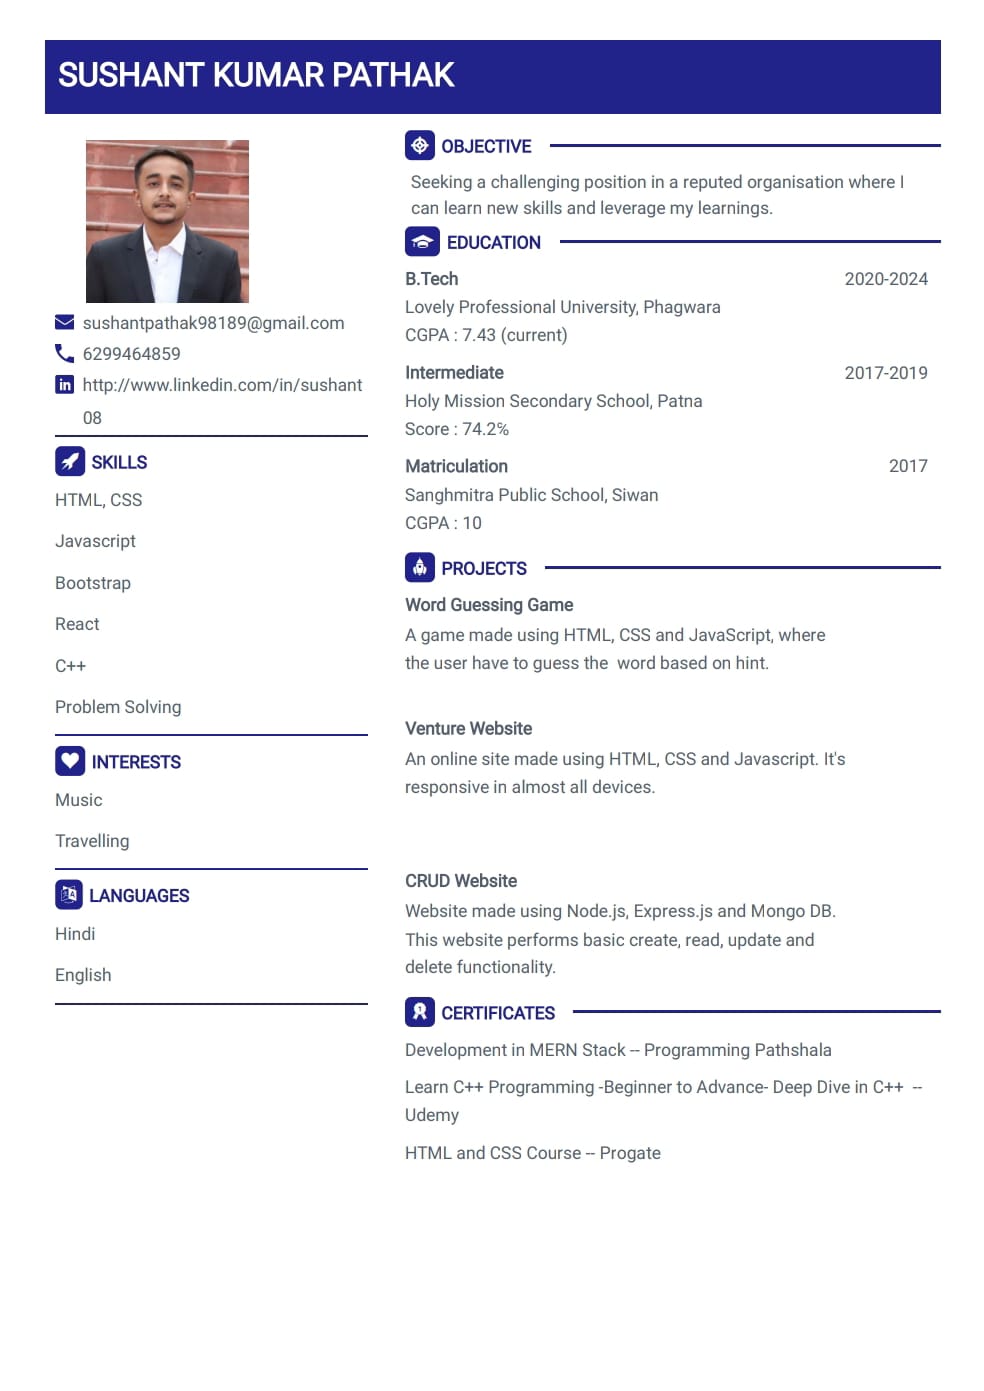 SUSHANT KUMAR PATHAK
sushantpathak98189@gmail.com
6299464859
http://www.linkedin.com/in/sushant
08
SKILLS
HTML, CSS
Javascript
Bootstrap
React
C++
Problem Solving
INTERESTS
Music
Travelling
LANGUAGES
Hindi
English
OBJECTIVE
Seeking a challenging position in a reputed organisation where I
can learn new skills and leverage my learnings.
EDUCATION
B.Tech 2020-2024
Lovely Professional University, Phagwara
CGPA : 7.43 (current)
Intermediate 2017-2019
Holy Mission Secondary School, Patna
Score : 74.2%
Matriculation 2017
Sanghmitra Public School, Siwan
CGPA : 10
PROJECTS
Word Guessing Game
A game made using HTML, CSS and JavaScript, where
the user have to guess the  word based on hint.
Venture Website
An online site made using HTML, CSS and Javascript. It's
responsive in almost all devices.
CRUD Website
Website made using Node.js, Express.js and Mongo DB.
This website performs basic create, read, update and
delete functionality.
CERTIFICATES
Development in MERN Stack -- Programming Pathshala
Learn C++ Programming -Beginner to Advance- Deep Dive in C++  --
Udemy
HTML and CSS Course -- Progate